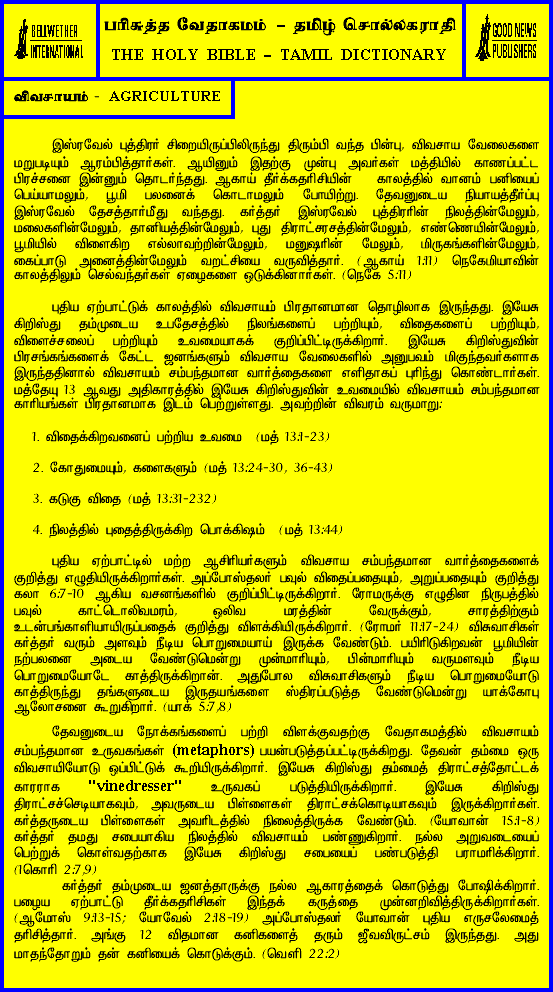 BELLWETHER
INTERNATIONAL
பரிசுத்த வேதாகமம் - தமிழ் சொல்லகராதி
THE HOLY BIBLE - TAMIL DICTIONARY
GOOD NEWS
PUBLISHERS
விவசாயம் - AGRICULTURE
இஸ்ரவேல் புத்திரர் சிறையிருப்பிலிருந்து திரும்பி வந்த பின்பு, விவசாய வேலைகளை
மறுபடியும் ஆரம்பித்தார்கள். ஆயினும் இதற்கு முன்பு அவர்கள் மத்தியில் காணப்பட்ட
பிரச்சனை இன்னும் தொடர்ந்தது. ஆகாய் தீர்க்கதரிசியின் காலத்தில் வானம் பனியைப்
பெய்யாமலும், பூமி பலனைக் கொடாமலும் போயிற்று. தேவனுடைய நியாயத்தீர்ப்பு
இஸ்ரவேல் தேசத்தார்மீது வந்தது. கர்த்தர் இஸ்ரவேல் புத்திரரின் நிலத்தின்மேலும்,
மலைகளின்மேலும், தானியத்தின்மேலும், புது திராட்சரசத்தின்மேலும், எண்ணெயின்மேலும்,
பூமியில் விளைகிற எல்லாவற்றின்மேலும், மனுஷரின் மேலும், மிருகங்களின்மேலும்,
கைப்பாடு அனைத்தின்மேலும் வறட்சியை வருவித்தார். (ஆகாய் 1:11) நெகேமியாவின்
காலத்திலும் செல்வந்தர்கள் ஏழைகளை ஒடுக்கினார்கள். (நெகே 5:11)
புதிய ஏற்பாட்டுக் காலத்தில் விவசாயம் பிரதானமான தொழிலாக இருந்தது. இயேசு
கிறிஸ்து தம்முடைய உபதேசத்தில் நிலங்களைப் பற்றியும், விதைகளைப் பற்றியும்,
விளைச்சலைப் பற்றியும் உவமையாகக் குறிப்பிட்டிருக்கிறார். இயேசு கிறிஸ்துவின்
பிரசங்கங்களைக் கேட்ட ஜனங்களும் விவசாய வேலைகளில் அனுபவம் மிகுந்தவர்களாக
இருந்ததினால் விவசாயம் சம்பந்தமான வார்த்தைகளை எளிதாகப் புரிந்து கொண்டார்கள்.
மத்தேயு 13 ஆவது அதிகாரத்தில் இயேசு கிறிஸ்துவின் உவமையில் விவசாயம் சம்பந்தமான
காரியங்கள் பிரதானமாக இடம் பெற்றுள்ளது. அவற்றின் விவரம் வருமாறு:
1. விதைக்கிறவனைப் பற்றிய உவமை (மத் 13:1-23)
2. கோதுமையும், களைகளும் (மத் 13:24-30, 36-43)
3. கடுகு விதை (மத் 13:31-232)
4. நிலத்தில் புதைத்திருக்கிற பொக்கிஷம் (மத் 13:44)
புதிய ஏற்பாட்டில் மற்ற ஆசிரியர்களும் விவசாய சம்பந்தமான வார்த்தைகளைக்
குறித்து எழுதியிருக்கிறார்கள். அப்போஸ்தலர் பவுல் விதைப்பதையும், அறுப்பதையும் குறித்து
கலா 6:7-10 ஆகிய வசனங்களில் குறிப்பிட்டிருக்கிறார். ரோமருக்கு எழுதின நிருபத்தில்
பவுல் காட்டொலிவமரம், ஒலிவ மரத்தின் வேருக்கும், சாரத்திற்கும்
உடன்பங்காளியாயிருப்பதைக் குறித்து விளக்கியிருக்கிறார். (ரோமர் 11:17-24) விசுவாசிகள்
கர்த்தர் வரும் அளவும் நீடிய பொறுமையாய் இருக்க வேண்டும். பயிரிடுகிறவன் பூமியின்
நற்பலனை அடைய வேண்டுமென்று முன்மாரியும், பின்மாரியும் வருமளவும் நீடிய
பொறுமையோடே காத்திருக்கிறான். அதுபோல விசுவாசிகளும் நீடிய பொறுமையோடு
காத்திருந்து தங்களுடைய இருதயங்களை ஸ்திரப்படுத்த வேண்டுமென்று யாக்கோபு
ஆலோசனை கூறுகிறார். (யாக் 5:7,8)
தேவனுடைய நோக்கங்களைப் பற்றி விளக்குவதற்கு வேதாகமத்தில் விவசாயம்
சம்பந்தமான உருவகங்கள் (metaphors) பயன்படுத்தப்பட்டிருக்கிறது. தேவன் தம்மை ஒரு
விவசாயியோடு ஒப்பிட்டுக் கூறியிருக்கிறார். இயேசு கிறிஸ்து தம்மைத் திராட்சத்தோட்டக்
காரராக "vinedresser" உருவகப் படுத்தியிருக்கிறார். இயேசு கிறிஸ்து
திராட்சச்செடியாகவும், அவருடைய பிள்ளைகள் திராட்சக்கொடியாகவும் இருக்கிறார்கள்.
கர்த்தருடைய பிள்ளைகள் அவரிடத்தில் நிலைத்திருக்க வேண்டும். (யோவான் 15:1-8)
கர்த்தர் தமது சபையாகிய நிலத்தில் விவசாயம் பண்ணுகிறார். நல்ல அறுவடையைப்
பெற்றுக் கொள்வதற்காக இயேசு கிறிஸ்து சபையைப் பண்படுத்தி பராமரிக்கிறார்.
(1கொரி 2:7,9)
கர்த்தர் தம்முடைய ஜனத்தாருக்கு நல்ல ஆகாரத்தைக் கொடுத்து போஷிக்கிறார்.
பழைய ஏற்பாட்டு தீர்க்கதரிசிகள் இந்தக் கருத்தை முன்னறிவித்திருக்கிறார்கள்.
(ஆமோஸ் 9:13-15; யோவேல் 2:18-19) அப்போஸ்தலர் யோவான் புதிய எருசலேமைத்
தரிசித்தார். அங்கு 12 விதமான கனிகளைத் தரும் ஜீவவிருட்சம் இருந்தது. அது
மாதந்தோறும் தன் கனியைக் கொடுக்கும். (வெளி 22:2)